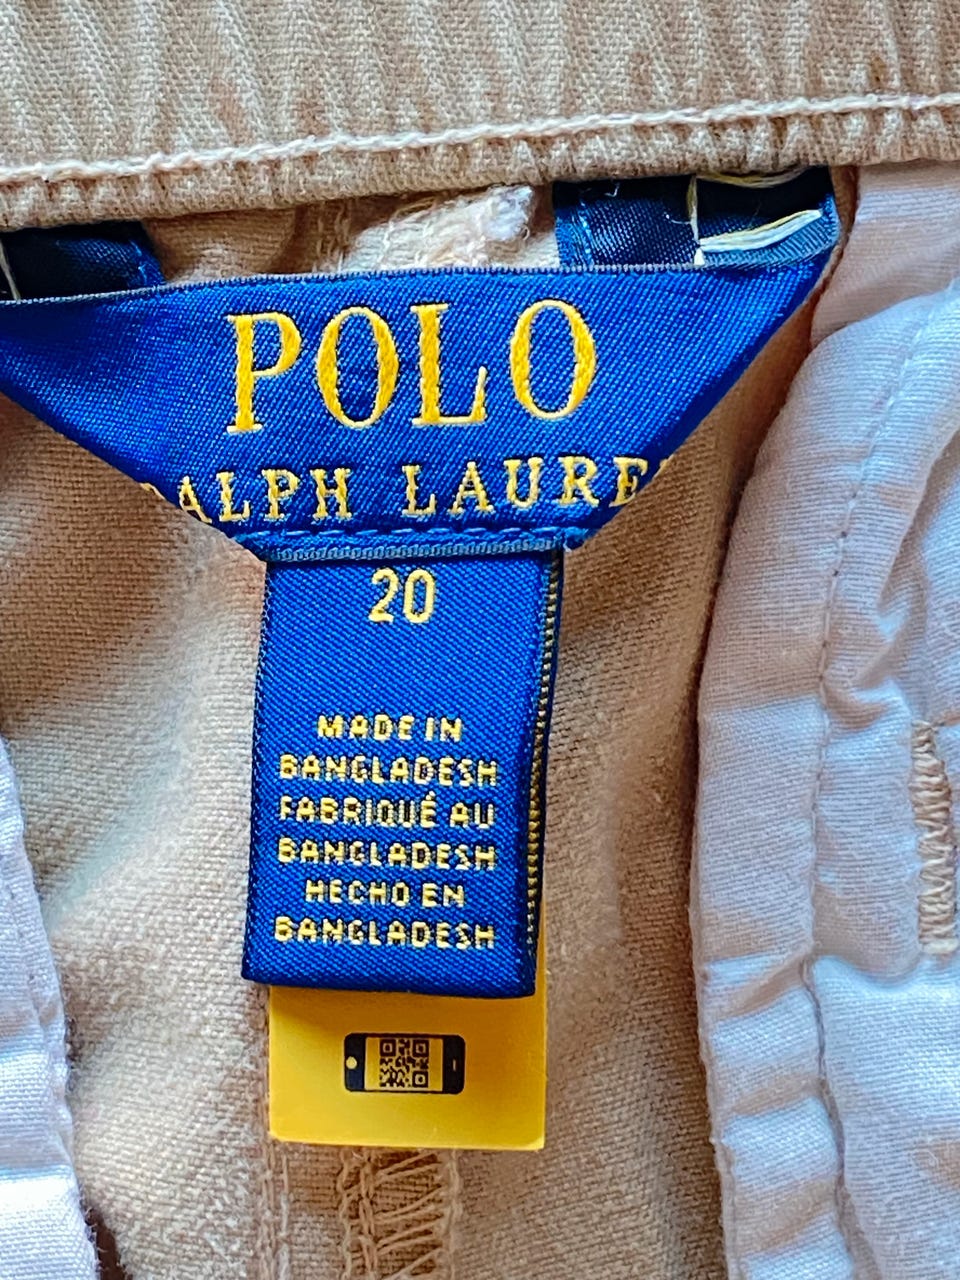 POLO
RALPH LAUREN
20
MADE IN
BANGLADESH
FABRIQUÉ AU
BANGLADESH
HECHO EN
BANGLADESH